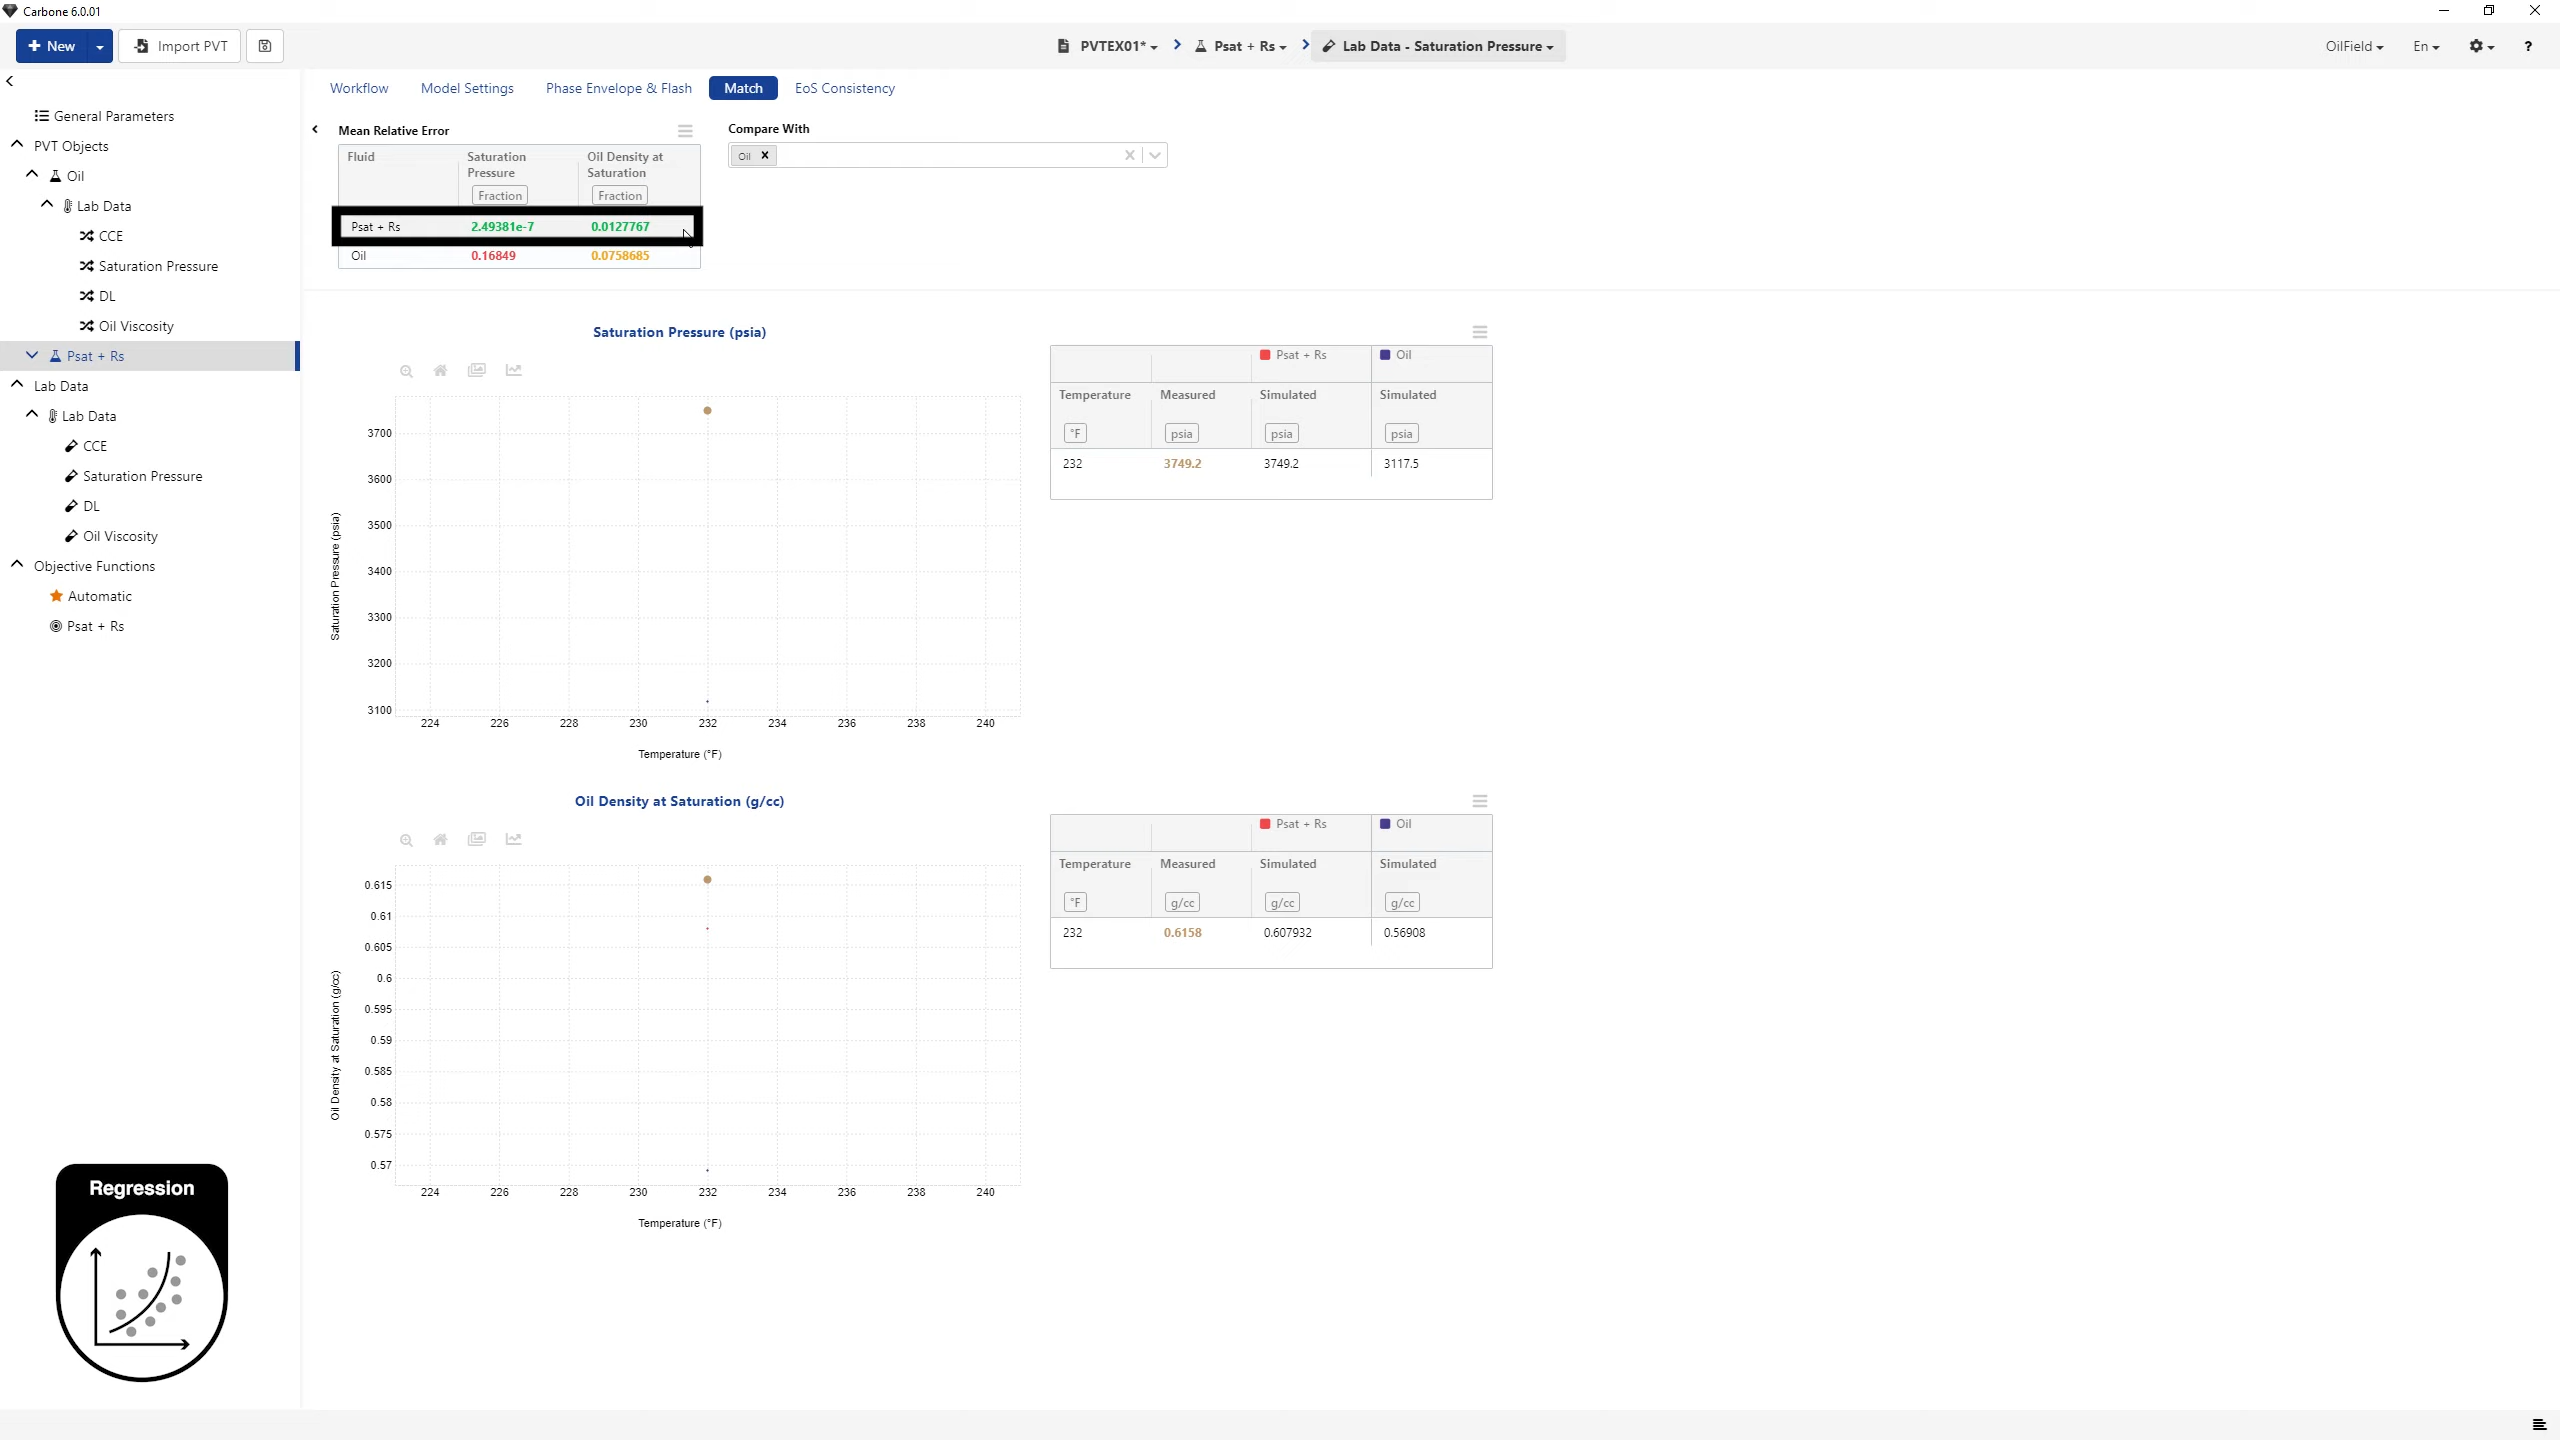 Carbone 6.0.01
New
Import PVT
PVTEX01*
Psat + Rs
Lab Data - Saturation Pressure
OilField
En
?
General Parameters
PVT Objects
Oil
Lab Data
CCE
Saturation Pressure
DL
Oil Viscosity
Psat + Rs
Lab Data
Lab Data
CCE
Saturation Pressure
DL
Oil Viscosity
Objective Functions
Automatic
Psat + Rs
Regression
Workflow Model Settings Phase Envelope & Flash Match EoS Consistency
Mean Relative Error
Fluid Saturation Pressure Oil Density at Saturation
Fraction Fraction
Psat + Rs 2.49381e-7 0.0127767
Oil 0.16849 0.0758685
Compare With
Oil
Saturation Pressure (psia)
3700
3600
3500
3400
3300
3200
3100
Saturation Pressure (psia)
224 226 228 230 232 234 236 238 240
Temperature (°F)
Psat + Rs Oil
Temperature Measured Simulated Simulated
°F psia psia psia
232 3749.2 3749.2 3117.5
Oil Density at Saturation (g/cc)
0.615
0.61
0.605
0.6
0.595
0.59
0.585
0.58
0.575
0.57
Oil Density at Saturation (g/cc)
224 226 228 230 232 234 236 238 240
Temperature (°F)
Psat + Rs Oil
Temperature Measured Simulated Simulated
°F g/cc g/cc g/cc
232 0.6158 0.607932 0.56908